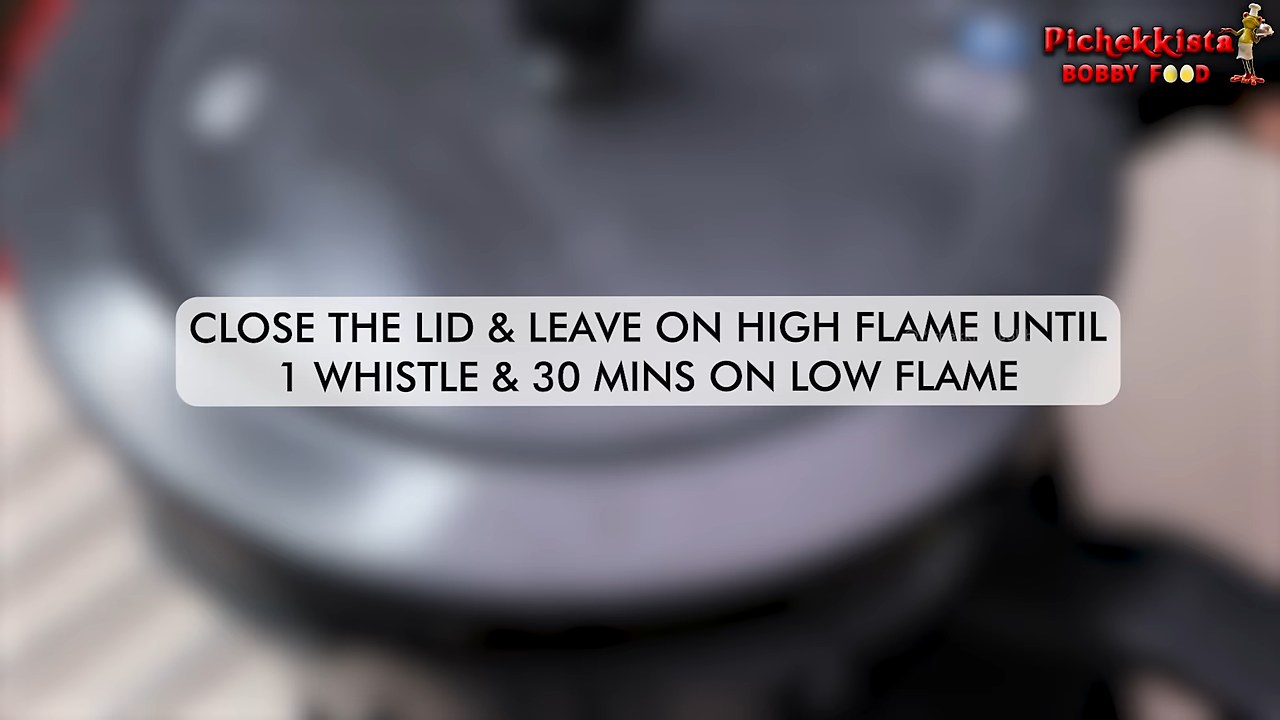 Pichekkista
BOBBY FOOD
CLOSE THE LID & LEAVE ON HIGH FLAME UNTIL
1 WHISTLE & 30 MINS ON LOW FLAME